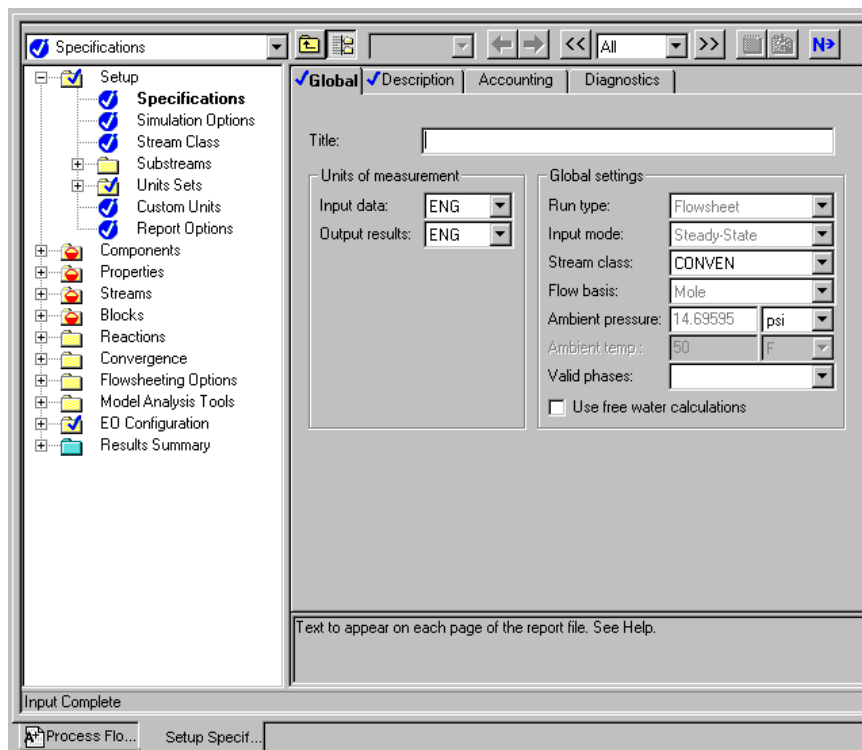 Specifications
All
N
Setup
Specifications
Simulation Options
Stream Class
Substreams
Units Sets
Custom Units
Report Options
Components
Properties
Streams
Blocks
Reactions
Convergence
Flowsheeting Options
Model Analysis Tools
EO Configuration
Results Summary
Global Description Accounting Diagnostics
Title:
Units of measurement
Input data: ENG
Output results: ENG
Global settings
Run type: Flowsheet
Input mode: Steady-State
Stream class: CONVEN
Flow basis: Mole
Ambient pressure: 14.69595 psi
Ambient temp.: 50 F
Valid phases:
Use free water calculations
Text to appear on each page of the report file. See Help.
Input Complete
A+ Process Flo... Setup Specif...